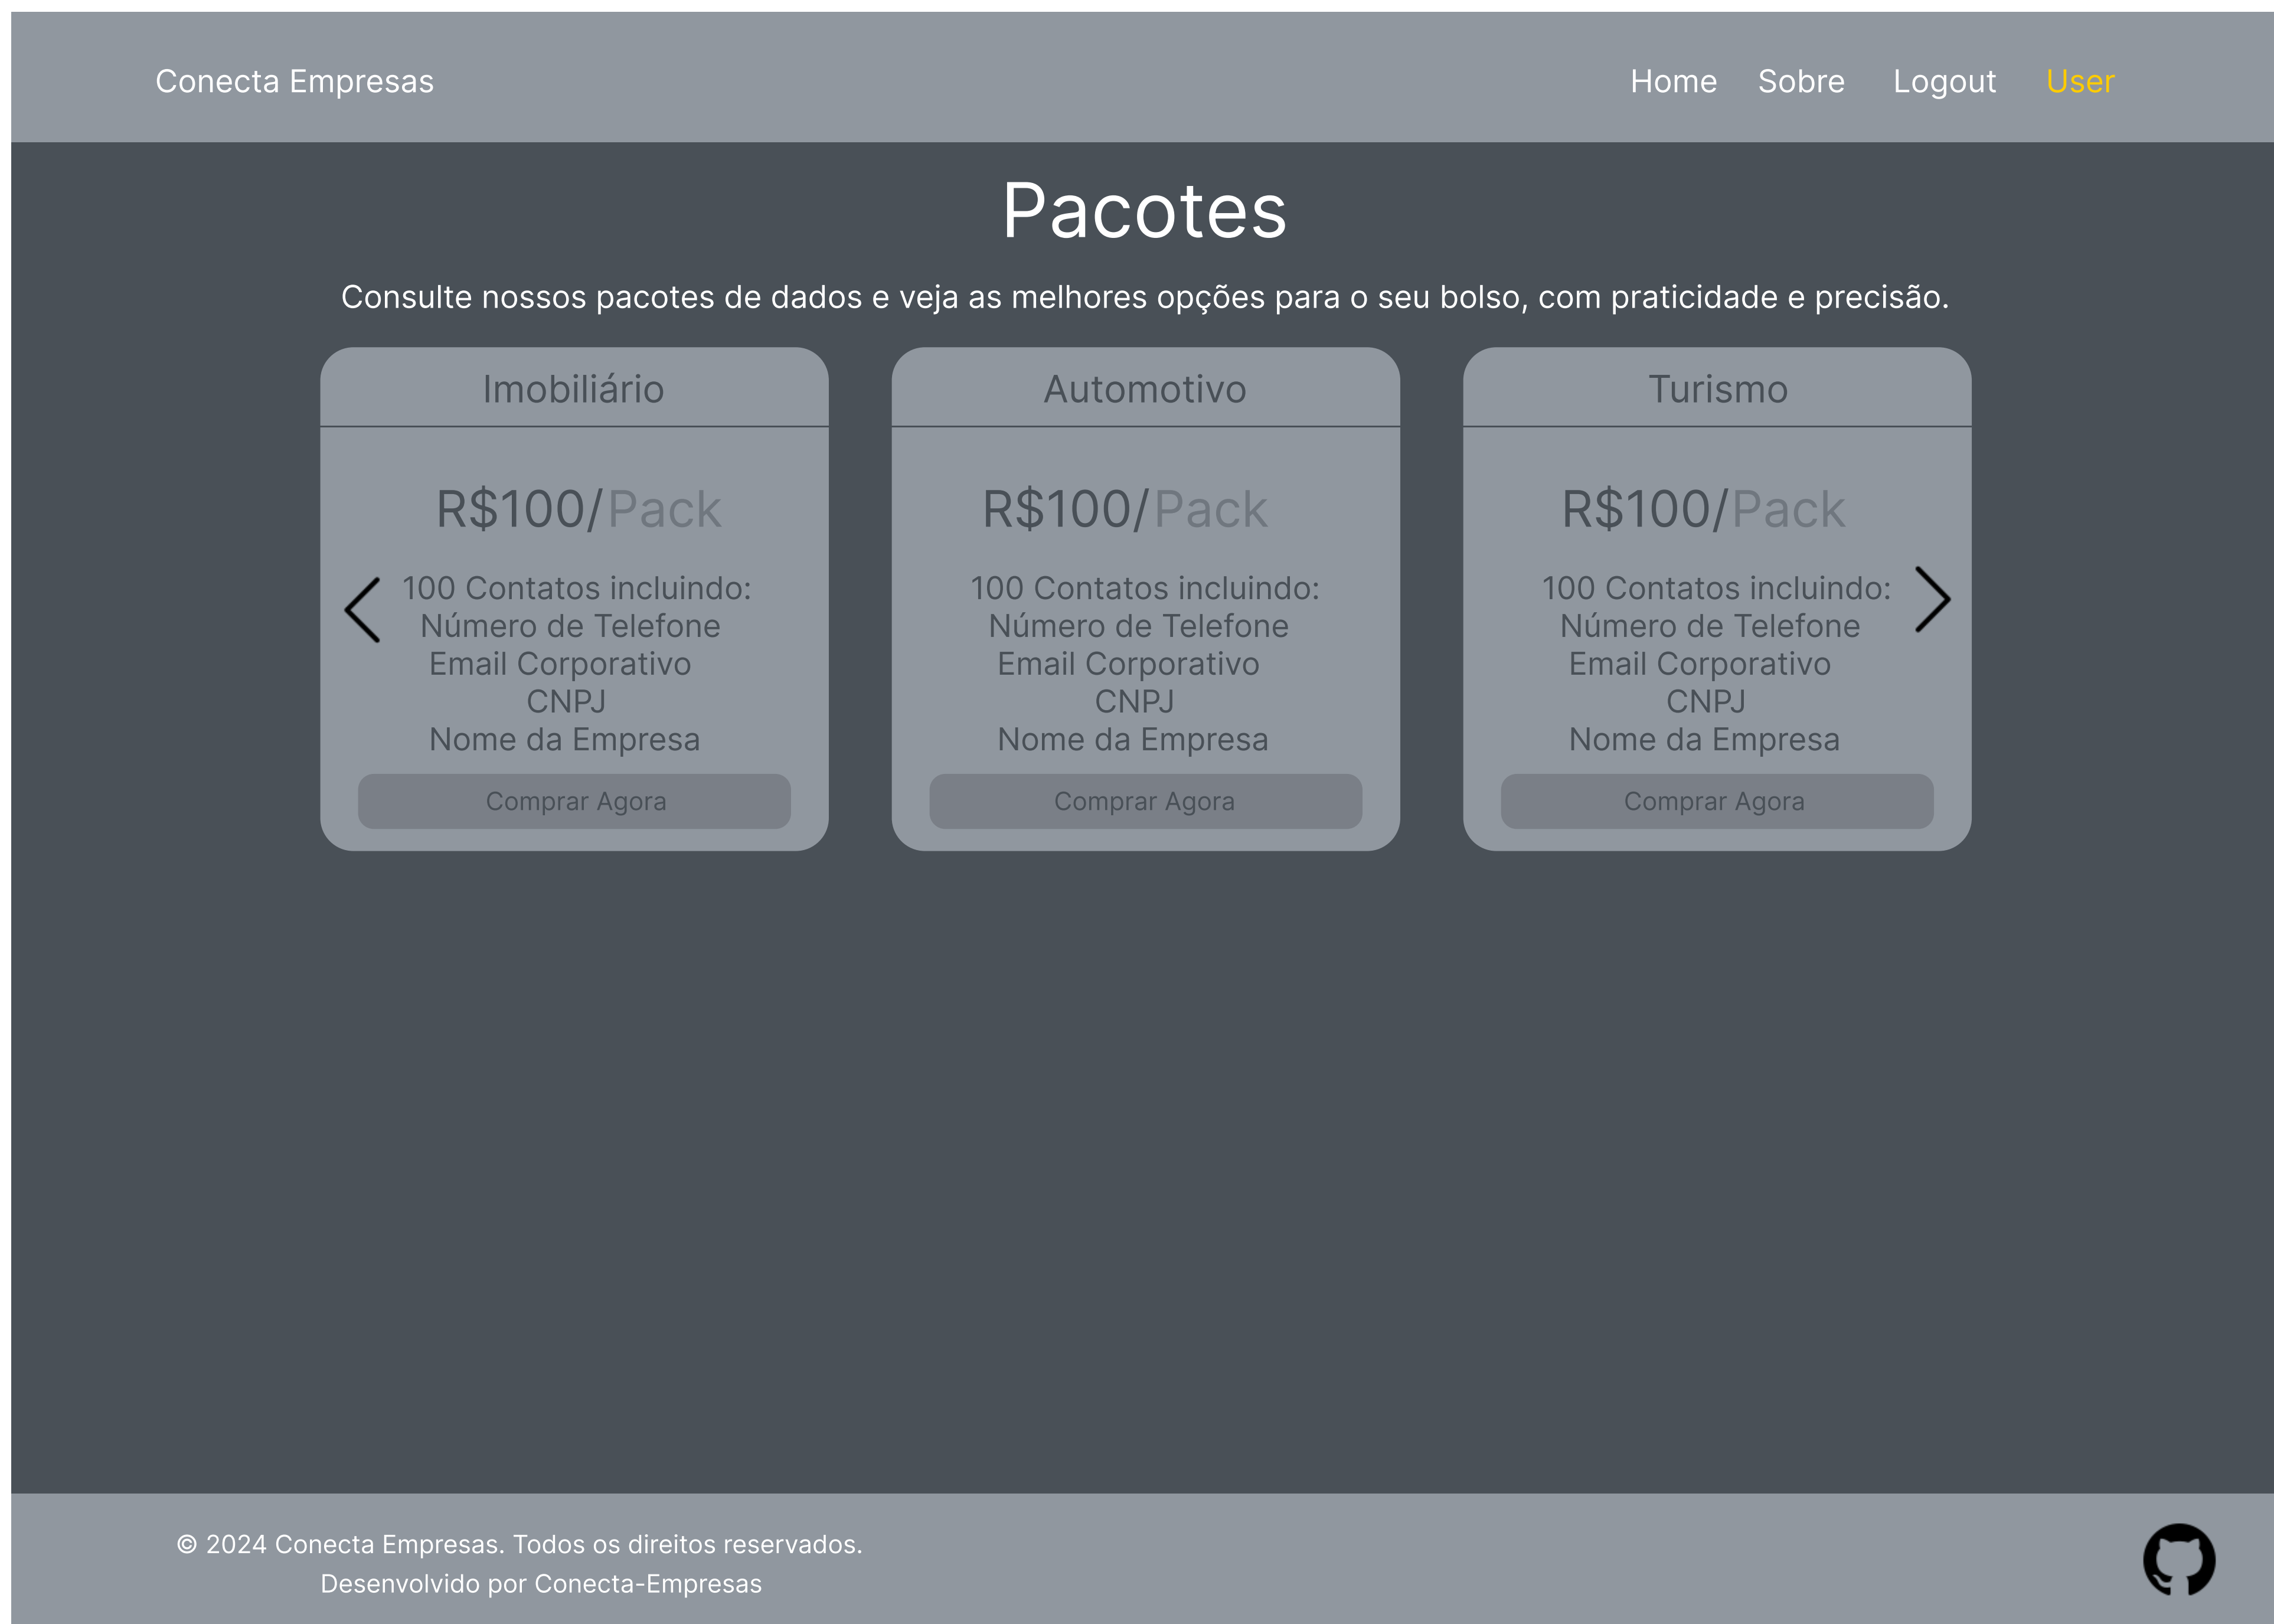 Conecta Empresas
Home Sobre Logout User
Pacotes
Consulte nossos pacotes de dados e veja as melhores opções para o seu bolso, com praticidade e precisão.
Imobiliário
R$100/Pack
100 Contatos incluindo:
Número de Telefone
Email Corporativo
CNPJ
Nome da Empresa
Comprar Agora
Automotivo
R$100/Pack
100 Contatos incluindo:
Número de Telefone
Email Corporativo
CNPJ
Nome da Empresa
Comprar Agora
Turismo
R$100/Pack
100 Contatos incluindo:
Número de Telefone
Email Corporativo
CNPJ
Nome da Empresa
Comprar Agora
© 2024 Conecta Empresas. Todos os direitos reservados.
Desenvolvido por Conecta-Empresas